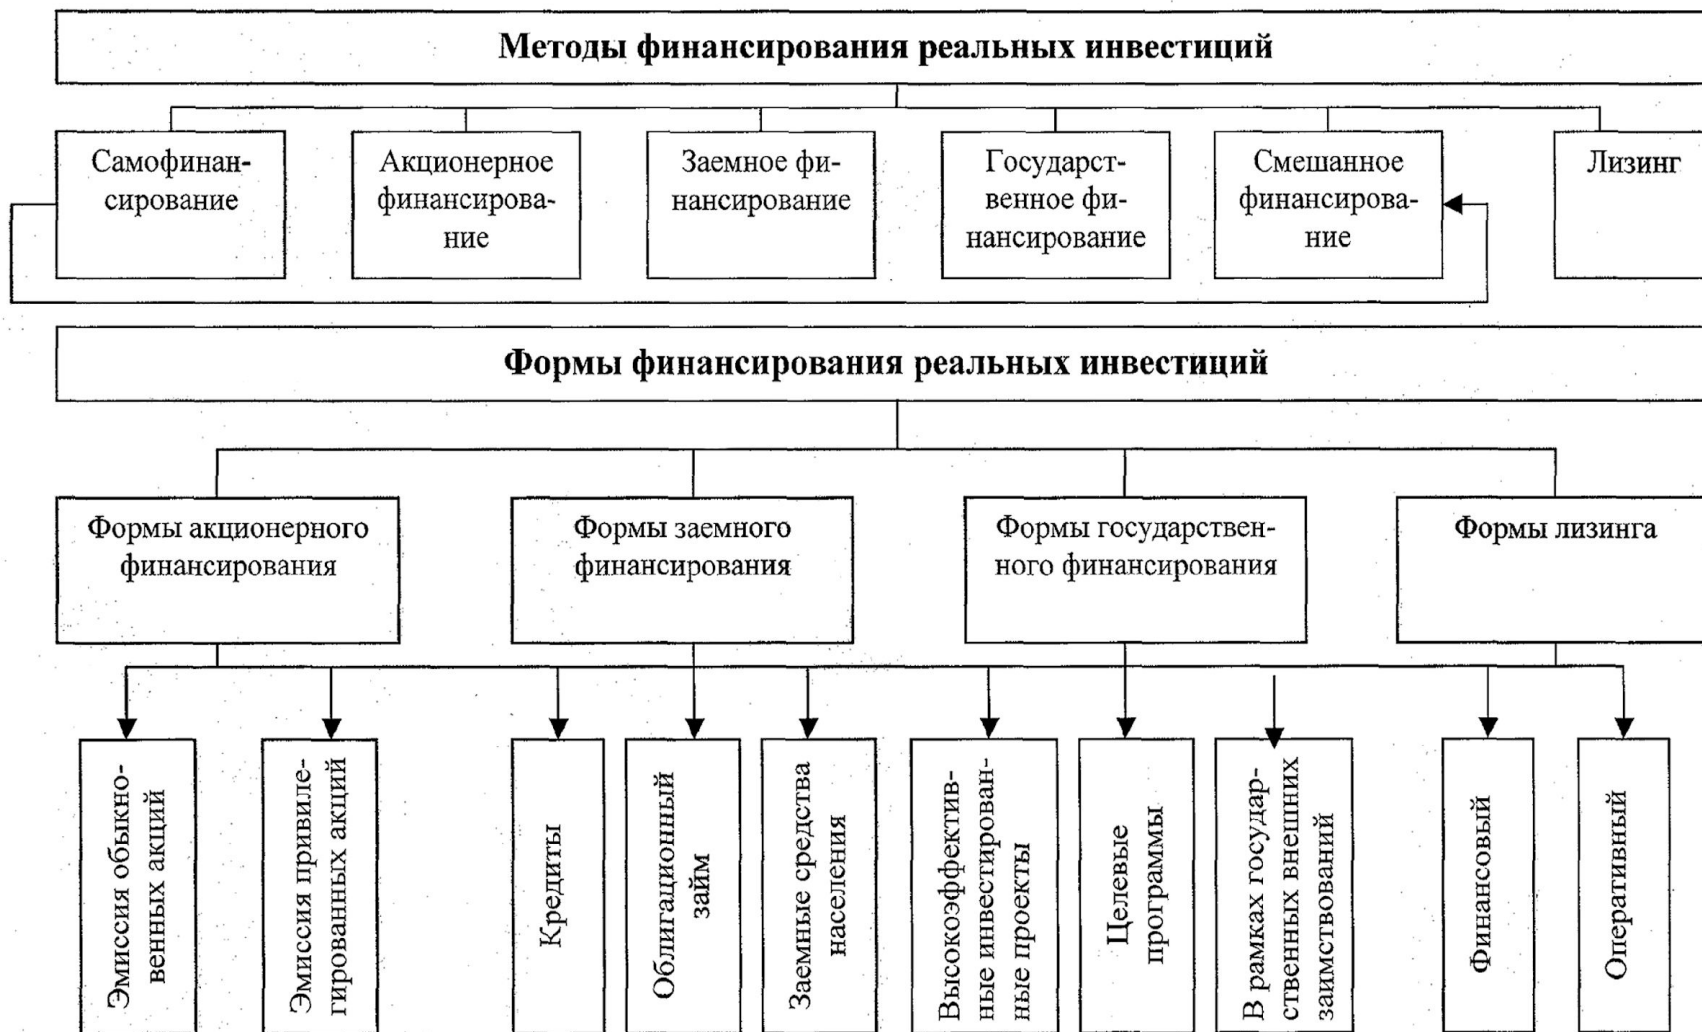 Методы финансирования реальных инвестиций
Самофинан-
сирование
Акционерное
финансирова-
ние
Заемное фи-
нансирование
Государст-
венное фи-
нансирование
Смешанное
финансирова-
ние
Лизинг
Формы финансирования реальных инвестиций
Формы акционерного
финансирования
Формы заемного
финансирования
Формы государствен-
ного финансирования
Формы лизинга
Эмиссия обыкно-
венных акций
Эмиссия привиле-
гированных акций
Кредиты
Облигационный
займ
Заемные средства
населения
Высокоэффектив-
ные инвестирован-
ные проекты
Целевые
программы
В рамках государ-
ственных внешних
заимствований
Финансовый
Оперативный